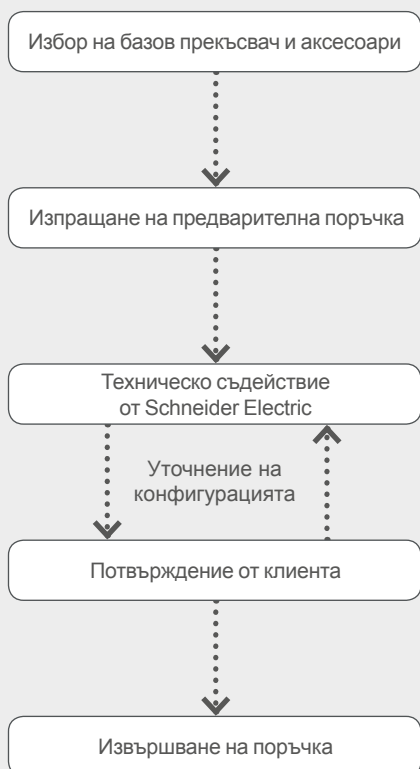 Избор на базов прекъсвач и аксесоари
Изпращане на предварителна поръчка
Техническо съдействие
от Schneider Electric
Уточнение на
конфигурацията
Потвърждение от клиента
Извършване на поръчка